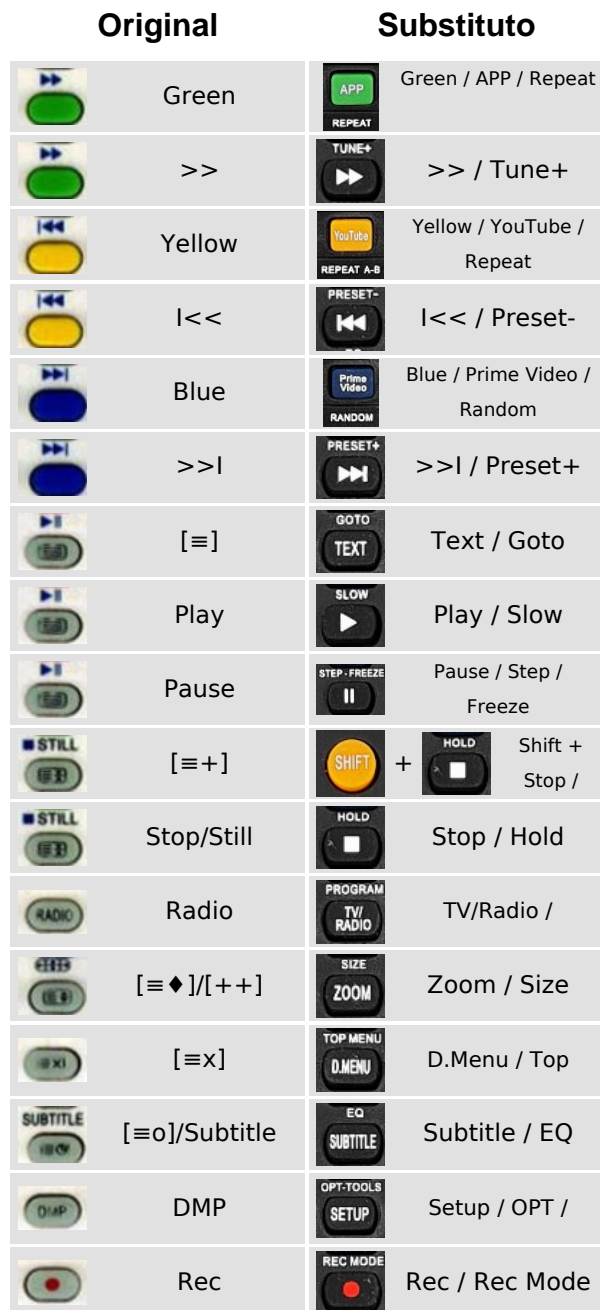 Original Substituto
Green APP REPEAT Green / APP / Repeat
>> TUNE+ >> / Tune+
Yellow YouTube REPEAT A-B Yellow / YouTube / Repeat
I<< PRESET- I<< / Preset-
Blue Prime Video RANDOM Blue / Prime Video / Random
>>I PRESET+ >>I / Preset+
[≡] GOTO TEXT Text / Goto
Play SLOW Play / Slow
Pause STEP-FREEZE Pause / Step / Freeze
STILL [≡+] SHIFT + HOLD Shift + Stop /
STILL Stop/Still HOLD Stop / Hold
RADIO Radio PROGRAM TV/RADIO TV/Radio /
[≡♦]/[++] SIZE ZOOM Zoom / Size
[≡x] TOP MENU D.MENU D.Menu / Top
SUBTITLE [≡o]/Subtitle EQ SUBTITLE Subtitle / EQ
DMP DMP OPT-TOOLS SETUP Setup / OPT /
Rec REC MODE Rec / Rec Mode